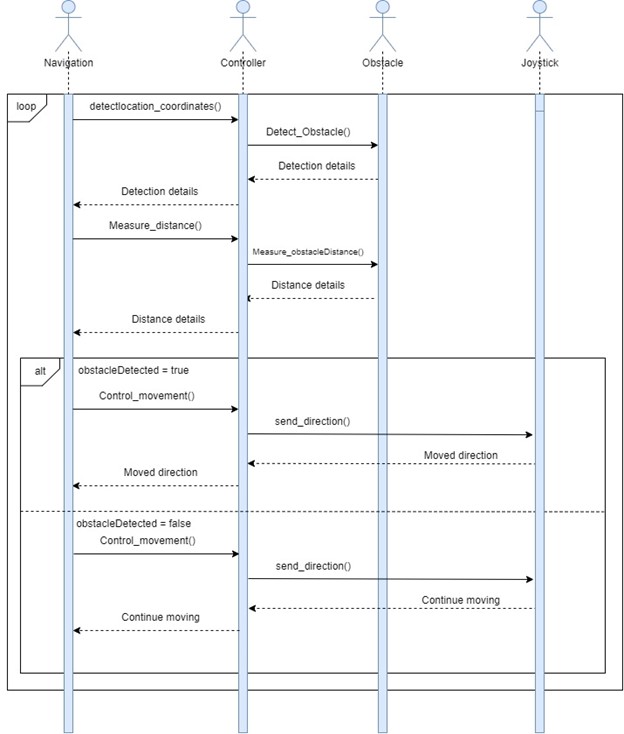 Navigation
Controller
Obstacle
Joystick
loop
detectlocation_coordinates()
Detect_Obstacle()
Detection details
Detection details
Measure_distance()
Measure_obstacleDistance()
Distance details
Distance details
alt
obstacleDetected = true
Control_movement()
send_direction()
Moved direction
Moved direction
obstacleDetected = false
Control_movement()
send_direction()
Continue moving
Continue moving